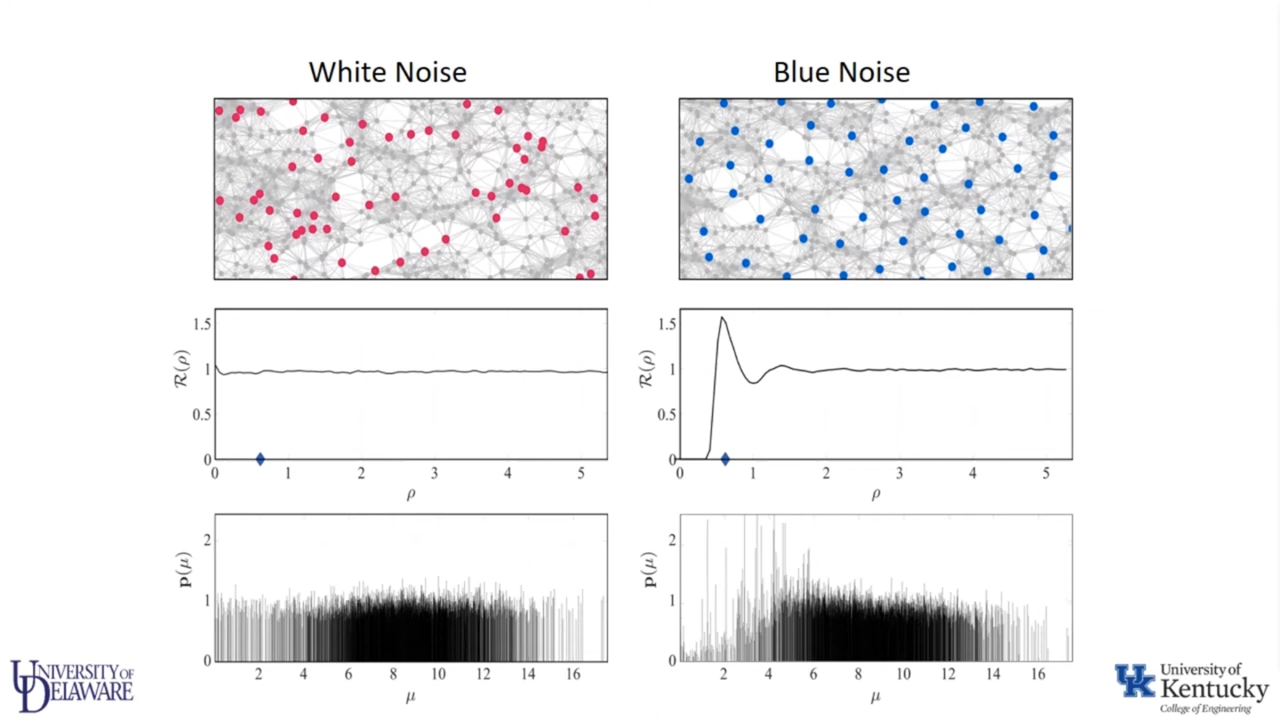 White Noise
Blue Noise
R(ρ)
1.5
1
0.5
0
0 1 2 3 4 5
ρ
R(ρ)
1.5
1
0.5
0
0 1 2 3 4 5
ρ
p(μ)
2
1
0
2 4 6 8 10 12 14 16
μ
p(μ)
2
1
0
2 4 6 8 10 12 14 16
μ
UNIVERSITY OF
DELAWARE
UK
University of
Kentucky
College of Engineering